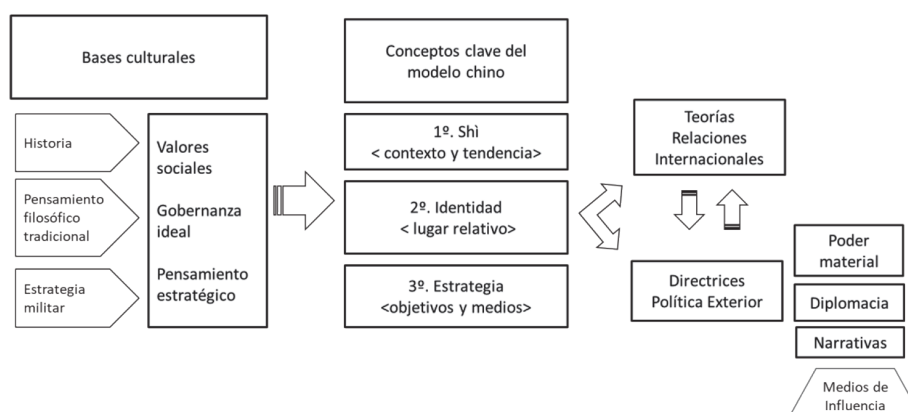 Bases culturales
Historia
Pensamiento
filosófico
tradicional
Estrategia
militar
Valores
sociales
Gobernanza
ideal
Pensamiento
estratégico
Conceptos clave del
modelo chino
1º. Shì
< contexto y tendencia>
2º. Identidad
< lugar relativo>
3º. Estrategia
<objetivos y medios>
Teorías
Relaciones
Internacionales
Directrices
Política Exterior
Poder
material
Diplomacia
Narrativas
Medios de
Influencia